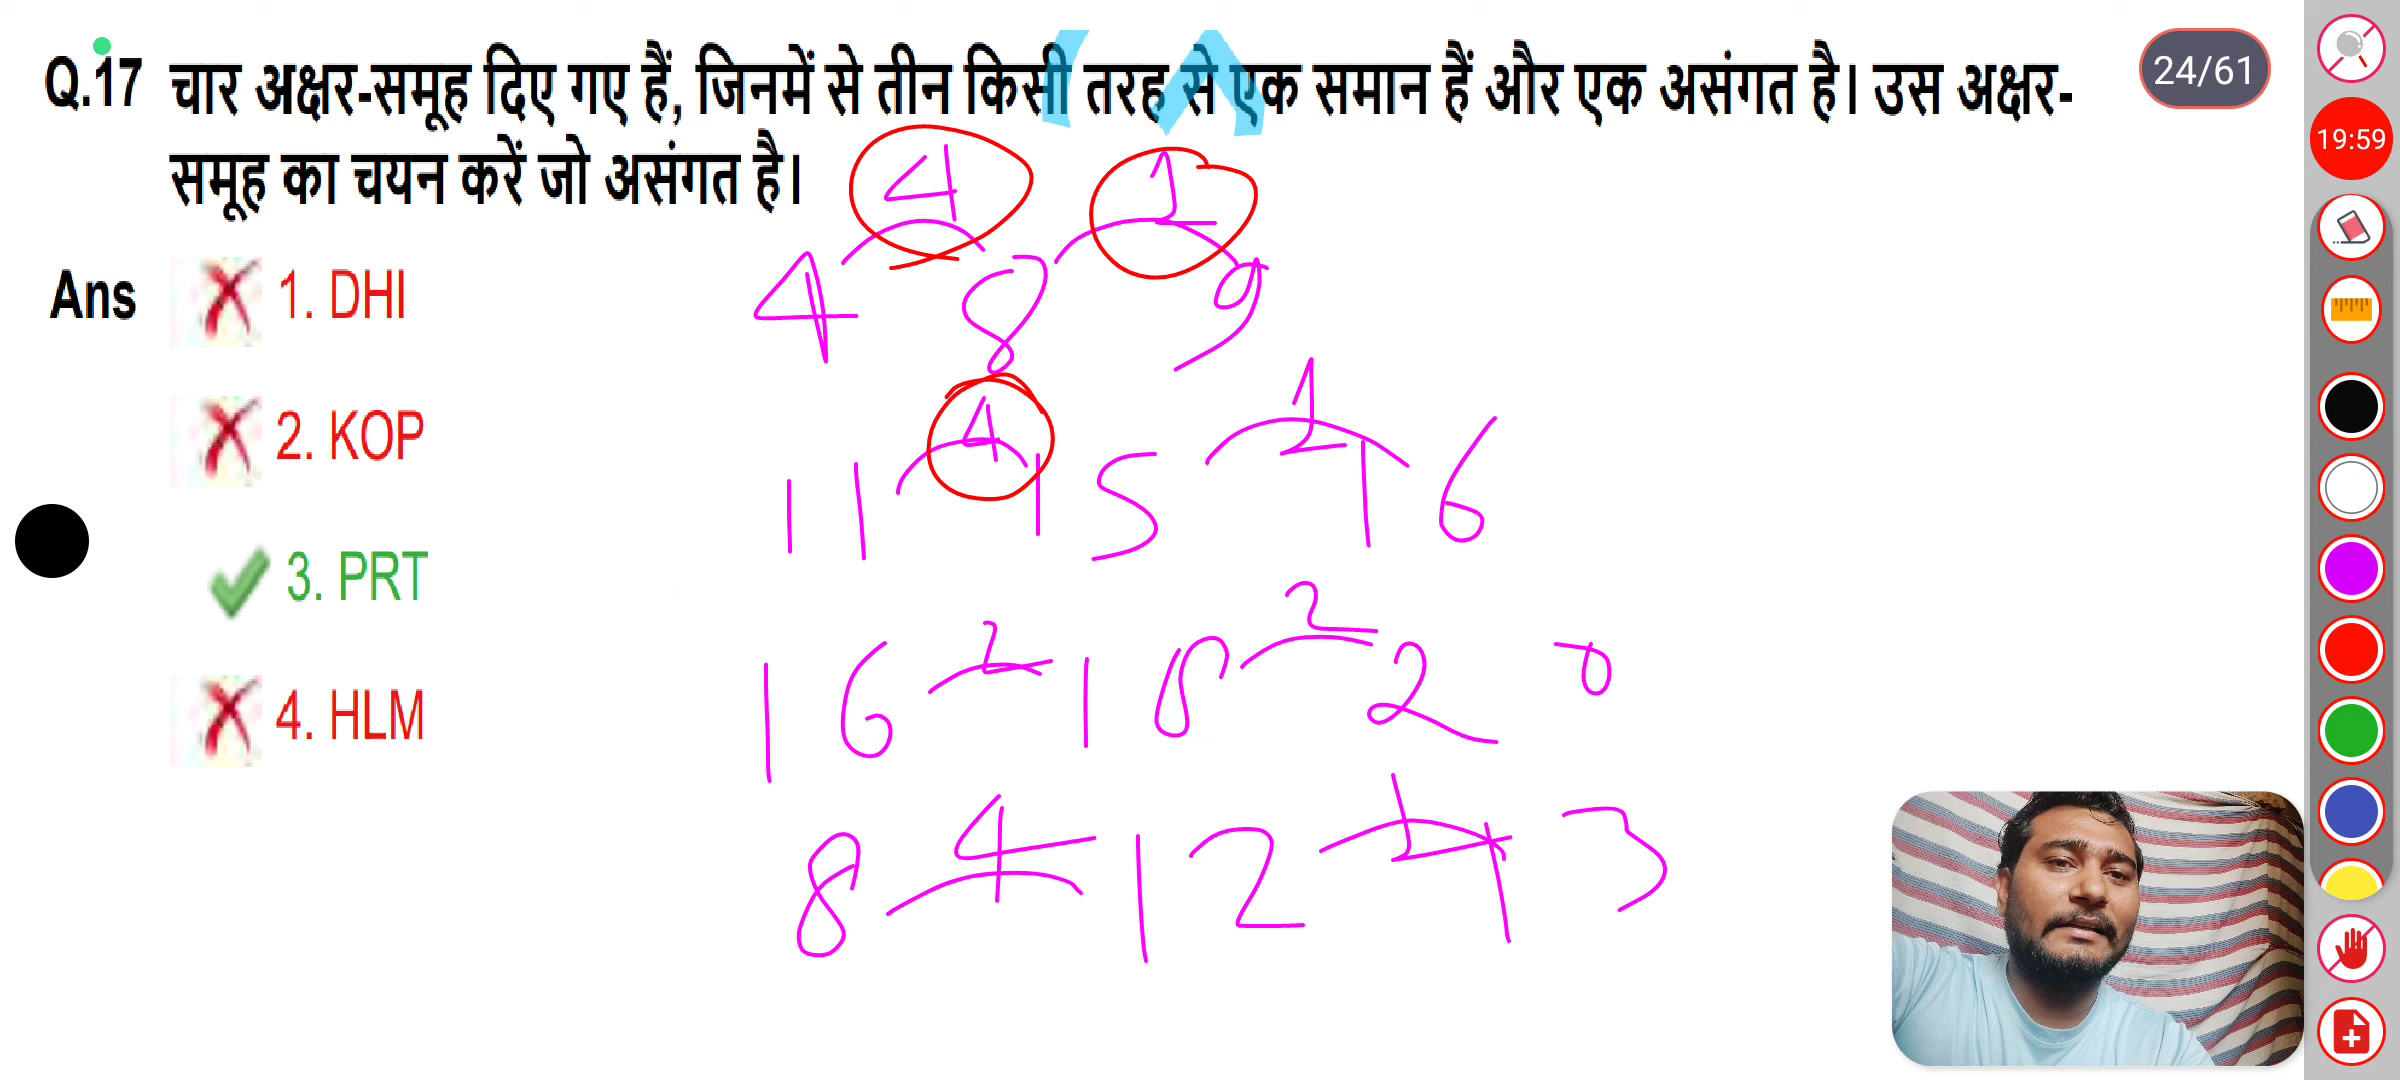 Q.17 चार अक्षर-समूह दिए गए हैं, जिनमें से तीन किसी तरह से एक समान हैं और एक असंगत है। उस अक्षर-
समूह का चयन करें जो असंगत है।
24/61
19:59
Ans
1. DHI
2. KOP
3. PRT
4. HLM
4 1
4 8 9
4 1
11 15 16
2 2
16 18 20
4 1
8 12 13